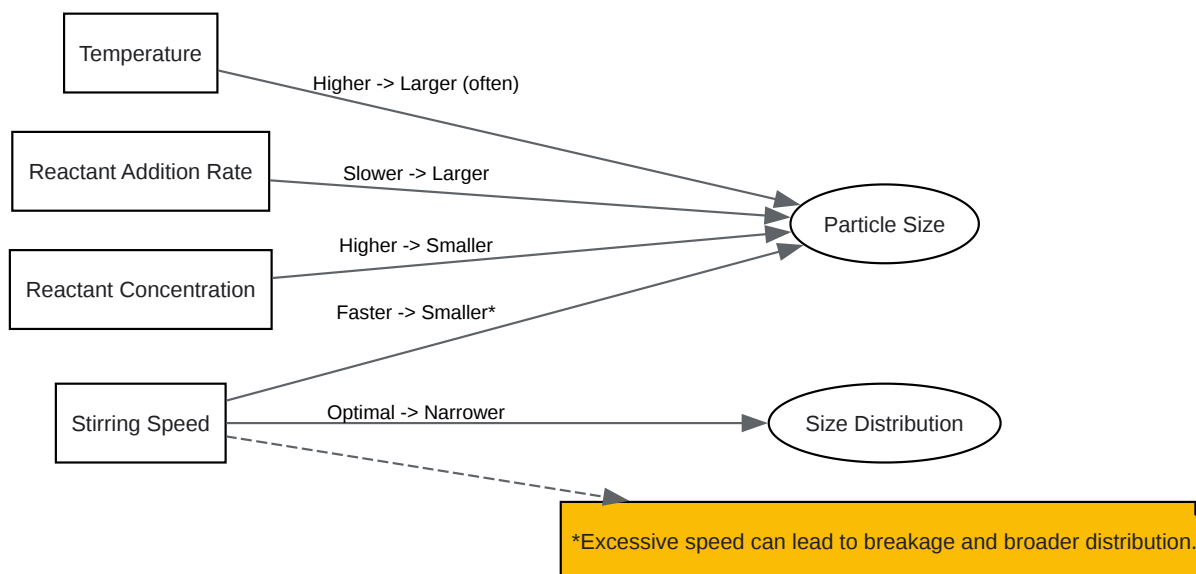 Temperature
Higher -> Larger (often)
Reactant Addition Rate
Slower -> Larger
Particle Size
Higher -> Smaller
Reactant Concentration
Faster -> Smaller*
Stirring Speed
Optimal -> Narrower
Size Distribution
*Excessive speed can lead to breakage and broader distribution.